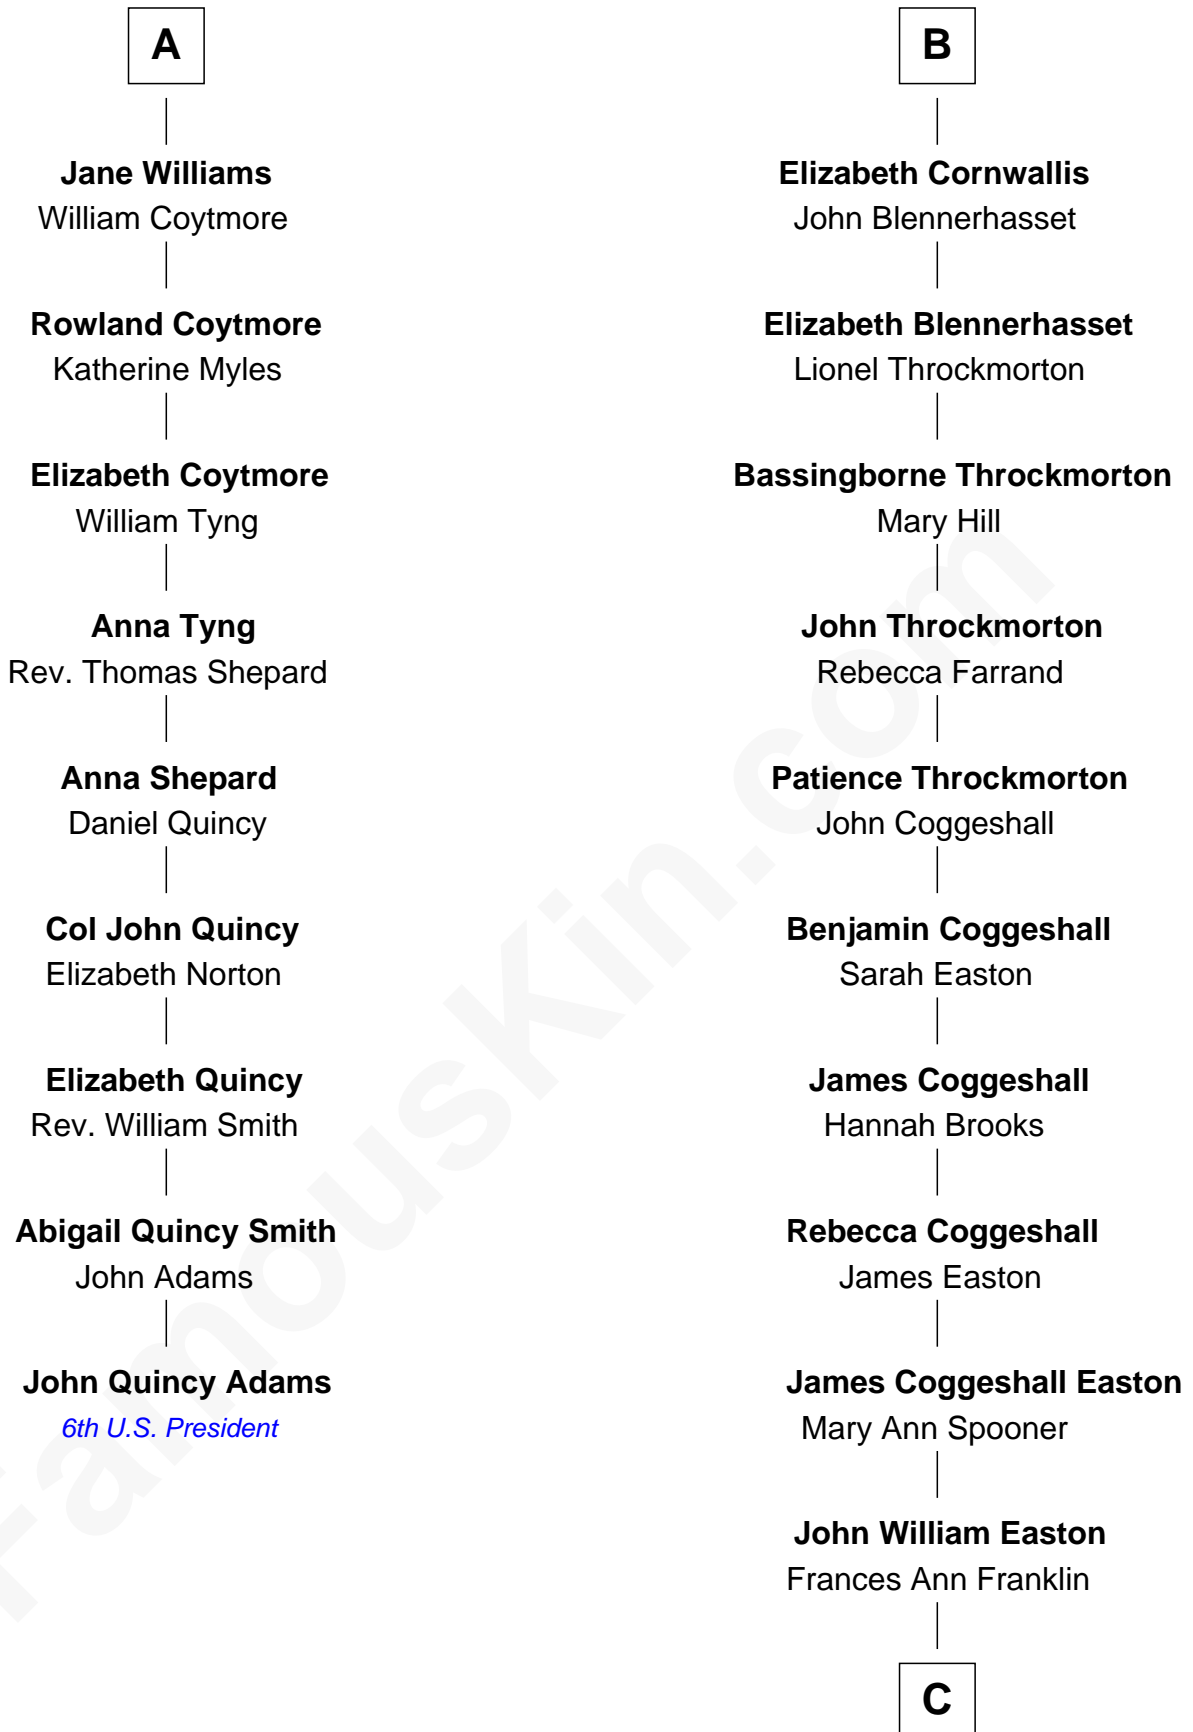 A
Jane Williams
William Coytmore
Rowland Coytmore
Katherine Myles
Elizabeth Coytmore
William Tyng
Anna Tyng
Rev. Thomas Shepard
Anna Shepard
Daniel Quincy
Col John Quincy
Elizabeth Norton
Elizabeth Quincy
Rev. William Smith
Abigail Quincy Smith
John Adams
John Quincy Adams
6th U.S. President
B
Elizabeth Cornwallis
John Blennerhasset
Elizabeth Blennerhasset
Lionel Throckmorton
Bassingborne Throckmorton
Mary Hill
John Throckmorton
Rebecca Farrand
Patience Throckmorton
John Coggeshall
Benjamin Coggeshall
Sarah Easton
James Coggeshall
Hannah Brooks
Rebecca Coggeshall
James Easton
James Coggeshall Easton
Mary Ann Spooner
John William Easton
Frances Ann Franklin
C
FamousKin.com